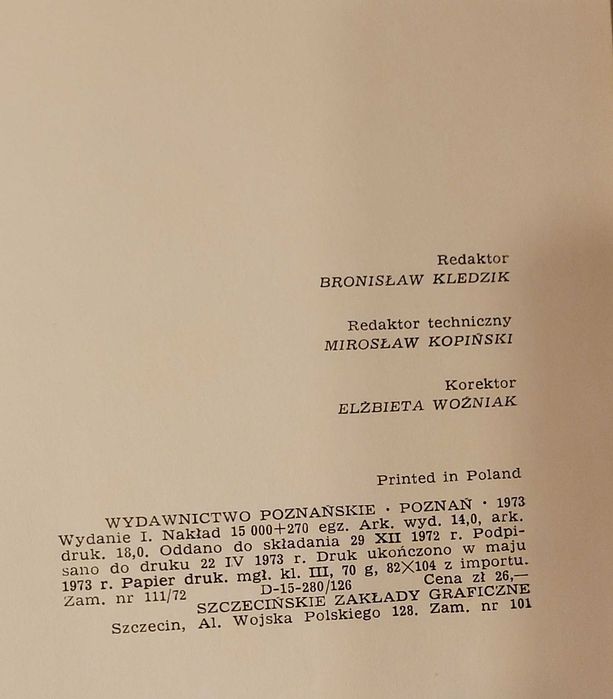 Redaktor
BRONISŁAW KLEDZIK
Redaktor techniczny
MIROSŁAW KOPIŃSKI
Korektor
ELŻBIETA WOŹNIAK
Printed in Poland
WYDAWNICTWO POZNAŃSKIE · POZNAŃ · 1973
Wydanie I. Nakład 15 000+270 egz. Ark. wyd. 14,0, ark.
druk. 18,0. Oddano do składania 29 XII 1972 r. Podpi-
sano do druku 22 IV 1973 r. Druk ukończono w maju
1973 r. Papier druk. mgł. kl. III, 70 g, 82×104 z importu.
Zam. nr 111/72 D-15-280/126 Cena zł 26,—
SZCZECIŃSKIE ZAKŁADY GRAFICZNE
Szczecin, Al. Wojska Polskiego 128. Zam. nr 101